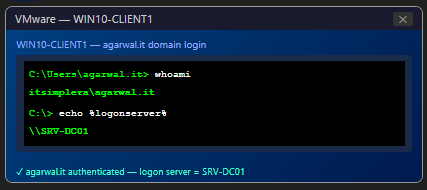 VMware — WIN10-CLIENT1
WIN10-CLIENT1 — agarwal.it domain login
C:\Users\agarwal.it> whoami
itsimplera\agarwal.it
C:\> echo %logonserver%
\\SRV-DC01
✓ agarwal.it authenticated — logon server = SRV-DC01